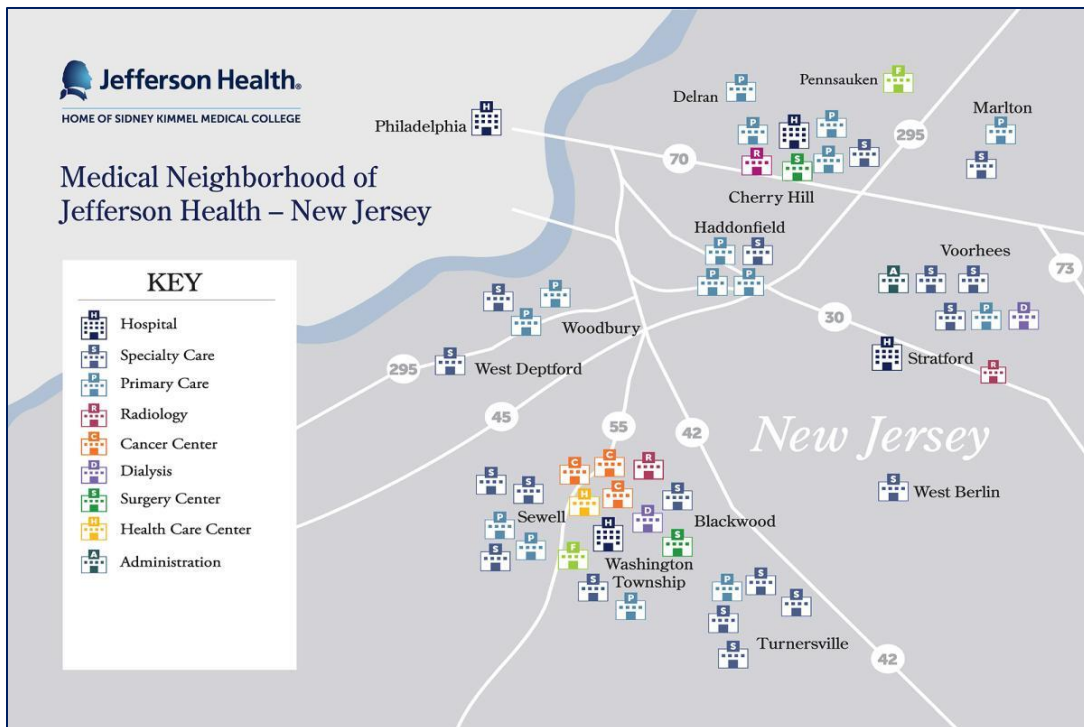 Jefferson Health®
HOME OF SIDNEY KIMMEL MEDICAL COLLEGE
Medical Neighborhood of
Jefferson Health – New Jersey
KEY
H Hospital
S Specialty Care
P Primary Care
R Radiology
C Cancer Center
D Dialysis
S Surgery Center
H Health Care Center
A Administration
H
Philadelphia
P
Delran
F
Pennsauken
Marlton
P
S
295
P
H
P
R
S
P
S
70
Cherry Hill
Haddonfield
P
S
P
P
Voorhees
A
S
S
S
P
D
73
30
H
Stratford
R
S
P
P
Woodbury
S
West Deptford
295
45
55
42
New Jersey
S
West Berlin
S
S
Sewell
P
P
S
C
C
R
H
C
S
Blackwood
D
H
S
F
Washington
Township
S
P
P
S
S
S
Turnersville
S
42